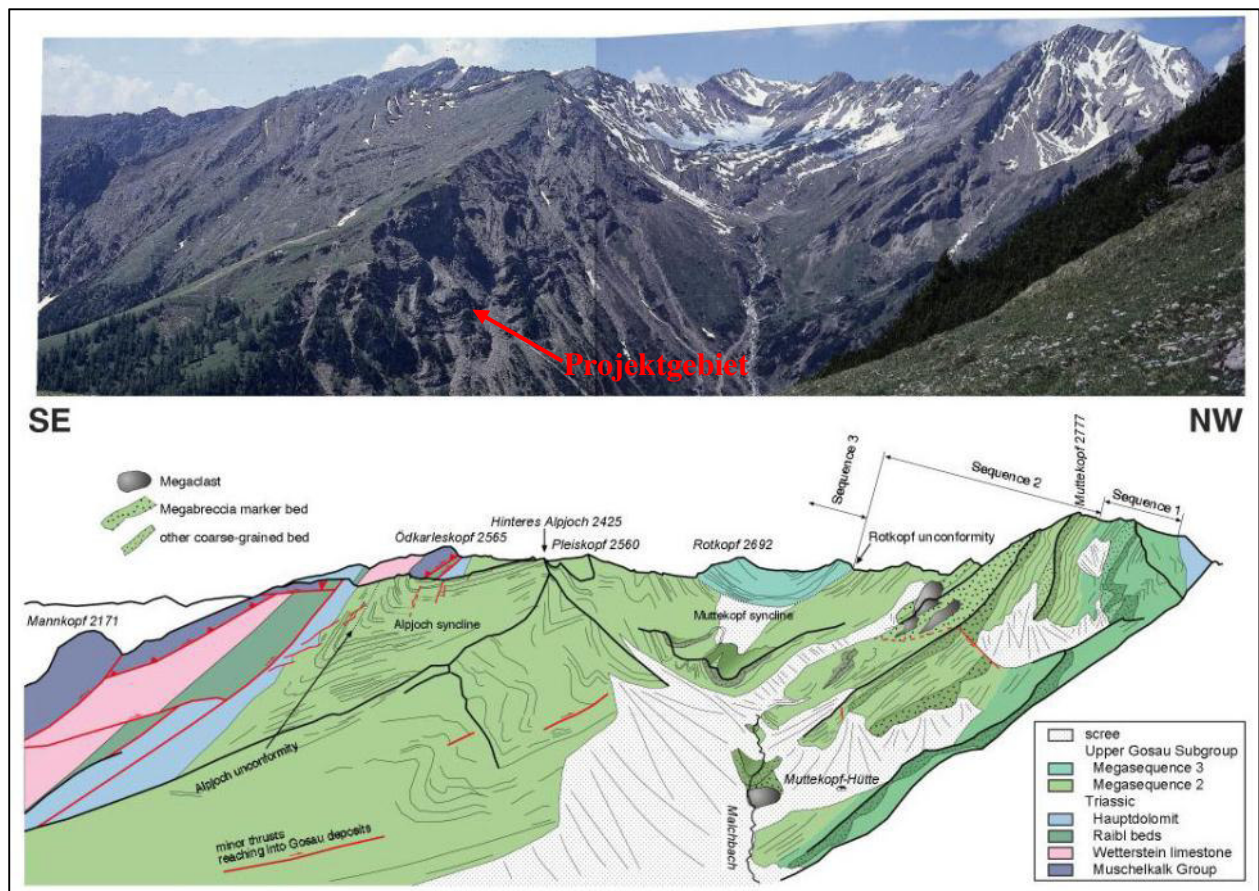 Projektgebiet
SE
NW
Megaclast
Megabreccia marker bed
other coarse-grained bed
Mannkopf 2171
Ödkarleskopf 2565
Hinteres Alpjoch 2425
Pleiskopf 2560
Rotkopf 2692
Sequence 3
Sequence 2
Muttekopf 2777
Sequence 1
Rotkopf unconformity
Alpjoch syncline
Muttekopf syncline
Alpjoch unconformity
minor thrusts
reaching into Gosau deposits
Muttekopf-Hütte
Malchbach
scree
Upper Gosau Subgroup
Megasequence 3
Megasequence 2
Triassic
Hauptdolomit
Raibl beds
Wetterstein limestone
Muschelkalk Group